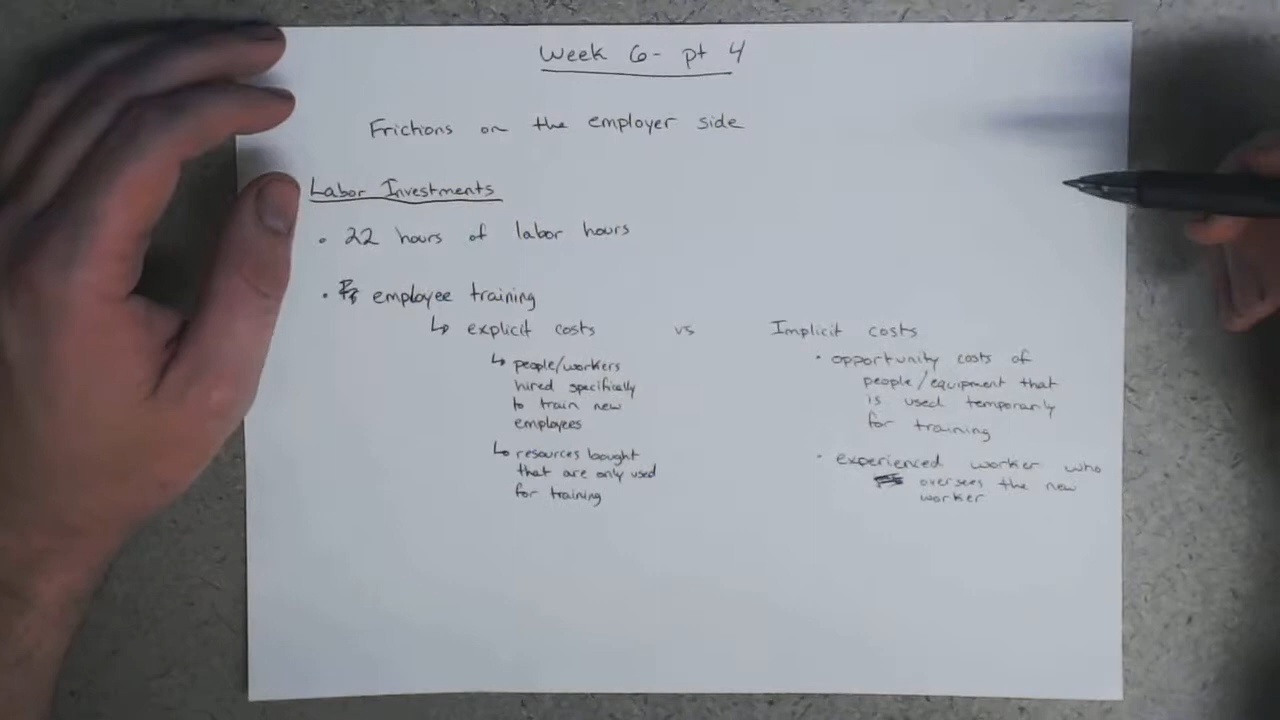 Week 6- pt 4
Frictions on the employer side
Labor Investments
• 22 hours of labor hours
• employee training
↳ explicit costs vs Implicit costs
↳ people/workers
hired specifically
to train new
employees
↳ resources bought
that are only used
for training
• opportunity costs of
people/equipment that
is used temporarily
for training
• experienced worker who
oversees the new
worker